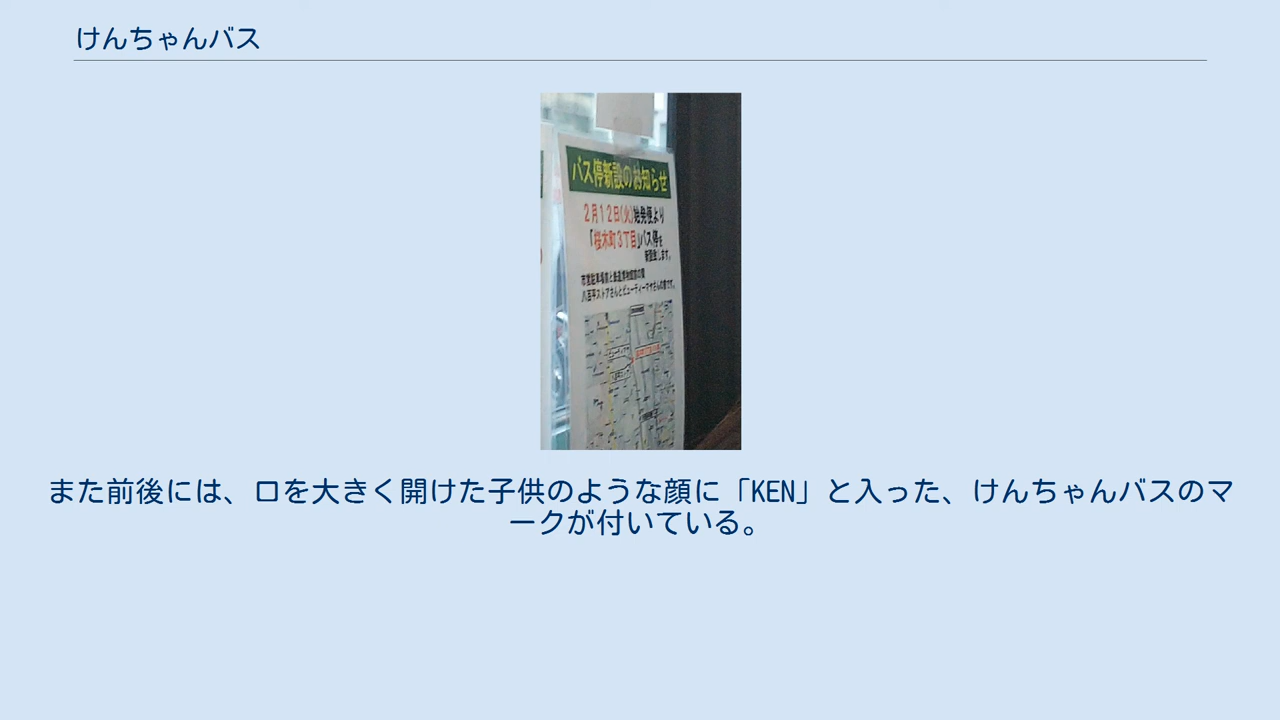 けんちゃんバス
バス停新設のお知らせ
2月12日(火)始発便より
「桜木町3丁目」バス停を
新設致します。
また前後には、口を大きく開けた子供のような顔に「KEN」と入った、けんちゃんバスのマ
ークが付いている。